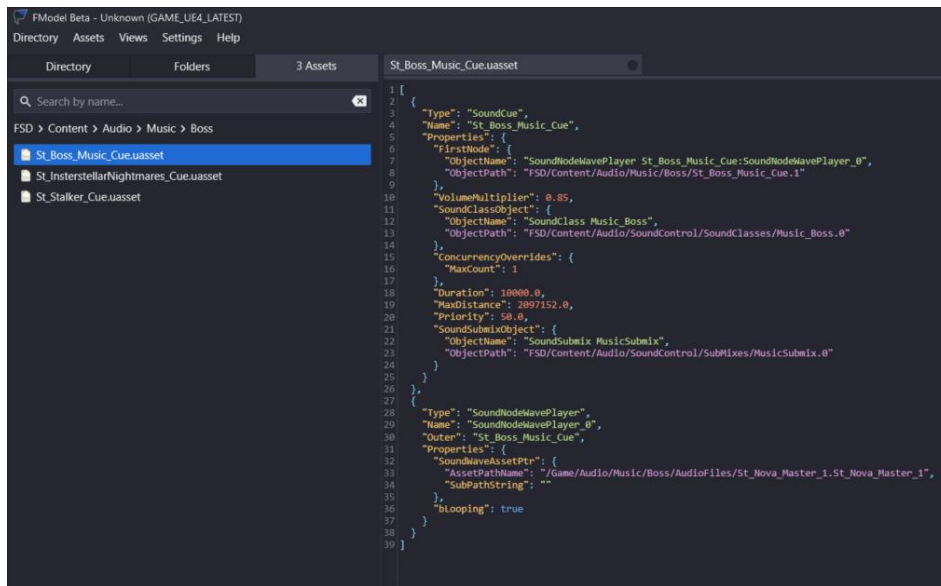 FModel Beta - Unknown (GAME_UE4_LATEST)
Directory Assets Views Settings Help
Directory Folders 3 Assets
Search by name...
FSD > Content > Audio > Music > Boss
St_Boss_Music_Cue.uasset
St_InsterstellarNightmares_Cue.uasset
St_Stalker_Cue.uasset
St_Boss_Music_Cue.uasset
1 [
2 {
3 "Type": "SoundCue",
4 "Name": "St_Boss_Music_Cue",
5 "Properties": {
6 "FirstNode": {
7 "ObjectName": "SoundNodeWavePlayer St_Boss_Music_Cue:SoundNodeWavePlayer_0",
8 "ObjectPath": "FSD/Content/Audio/Music/Boss/St_Boss_Music_Cue.1"
9 },
10 "VolumeMultiplier": 0.85,
11 "SoundClassObject": {
12 "ObjectName": "SoundClass Music_Boss",
13 "ObjectPath": "FSD/Content/Audio/SoundControl/SoundClasses/Music_Boss.0"
14 },
15 "ConcurrencyOverrides": {
16 "MaxCount": 1
17 },
18 "Duration": 10000.0,
19 "MaxDistance": 2097152.0,
20 "Priority": 50.0,
21 "SoundSubmixObject": {
22 "ObjectName": "SoundSubmix MusicSubmix",
23 "ObjectPath": "FSD/Content/Audio/SoundControl/SubMixes/MusicSubmix.0"
24 }
25 }
26 },
27 {
28 "Type": "SoundNodeWavePlayer",
29 "Name": "SoundNodeWavePlayer_0",
30 "Outer": "St_Boss_Music_Cue",
31 "Properties": {
32 "SoundWaveAssetPtr": {
33 "AssetPathName": "/Game/Audio/Music/Boss/AudioFiles/St_Nova_Master_1.St_Nova_Master_1",
34 "SubPathString": ""
35 },
36 "bLooping": true
37 }
38 }
39 ]